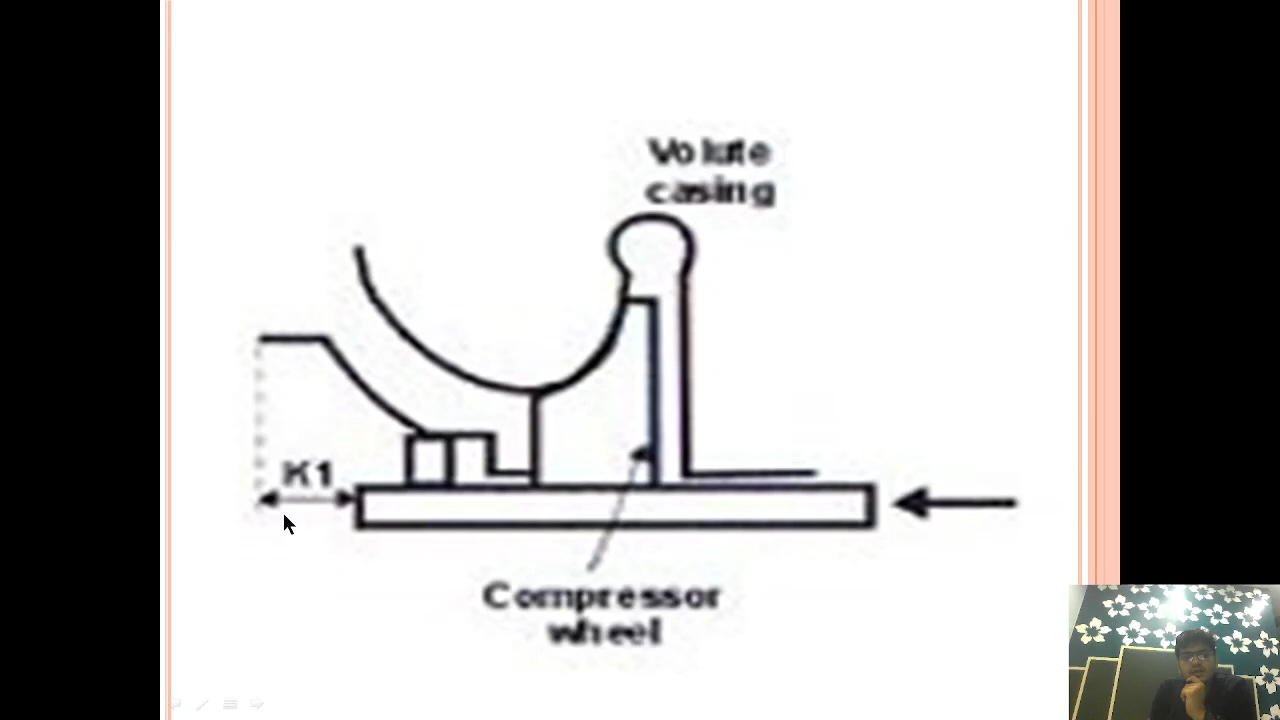 Volute
casing
K1
Compressor
wheel